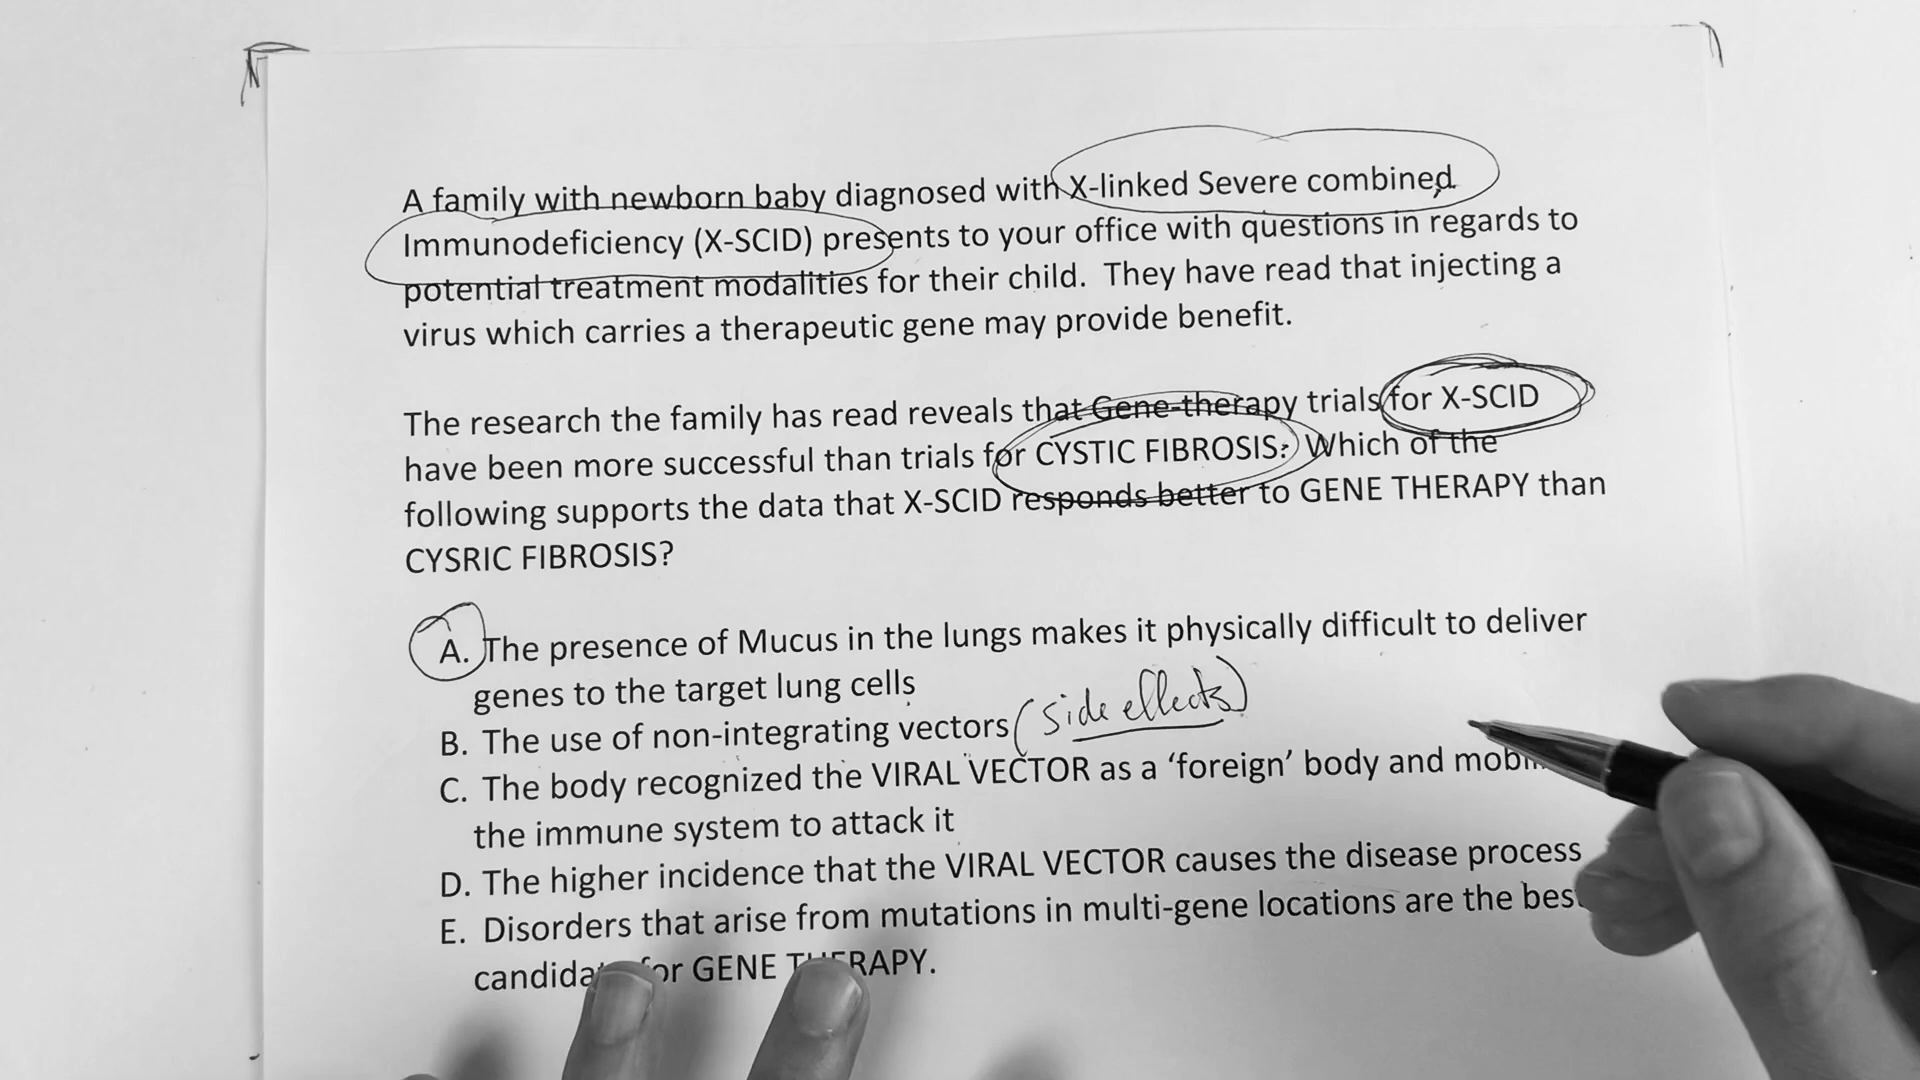 A family with newborn baby diagnosed with X-linked Severe combined
Immunodeficiency (X-SCID) presents to your office with questions in regards to
potential treatment modalities for their child. They have read that injecting a
virus which carries a therapeutic gene may provide benefit.
The research the family has read reveals that Gene-therapy trials for X-SCID
have been more successful than trials for CYSTIC FIBROSIS: Which of the
following supports the data that X-SCID responds better to GENE THERAPY than
CYSRIC FIBROSIS?
A. The presence of Mucus in the lungs makes it physically difficult to deliver
genes to the target lung cells
B. The use of non-integrating vectors (side effects)
C. The body recognized the VIRAL VECTOR as a ‘foreign’ body and
the immune system to attack it
D. The higher incidence that the VIRAL VECTOR causes the disease process
E. Disorders that arise from mutations in multi-gene locations are the best
for GENE THERAPY.